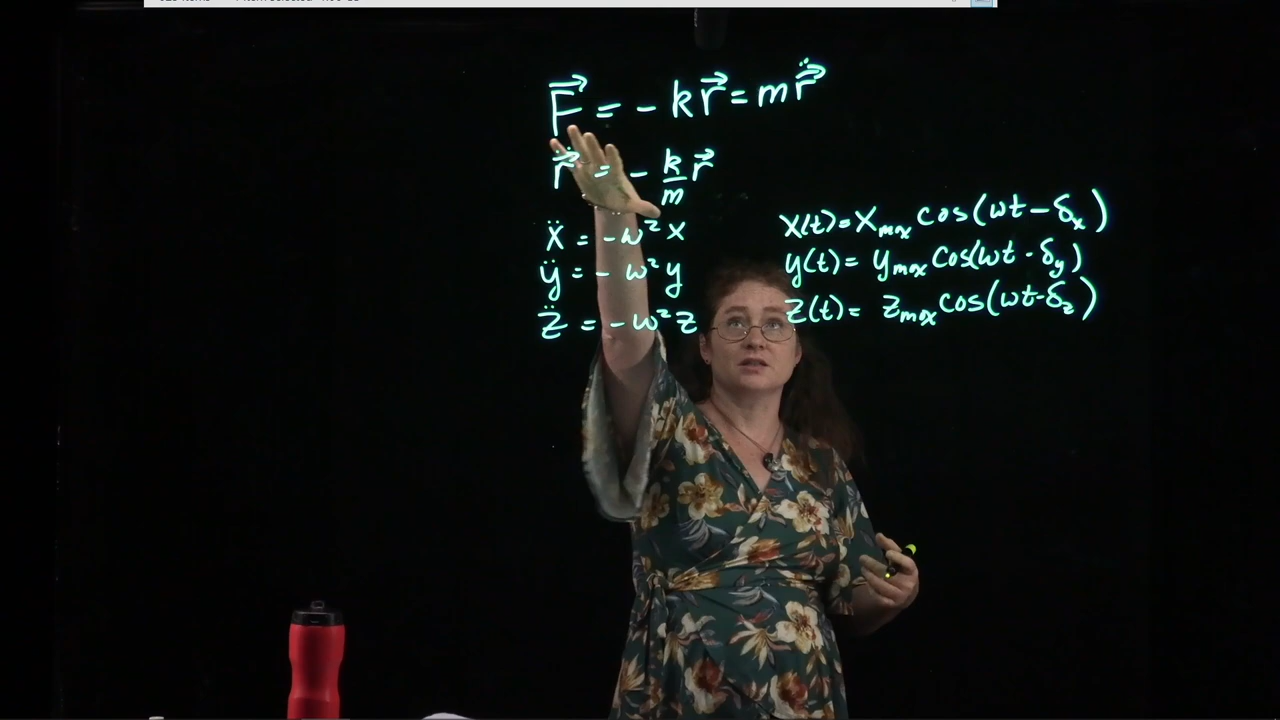 F⃗ = - k r⃗ = m r̈⃗
r̈⃗ = - k/m r⃗
ẍ = -ω² x
ÿ = - ω² y
z̈ = - ω² z
x(t) = x_max cos(ωt - δ_x)
y(t) = y_max cos(ωt - δ_y)
z(t) = z_max cos(ωt - δ_z)